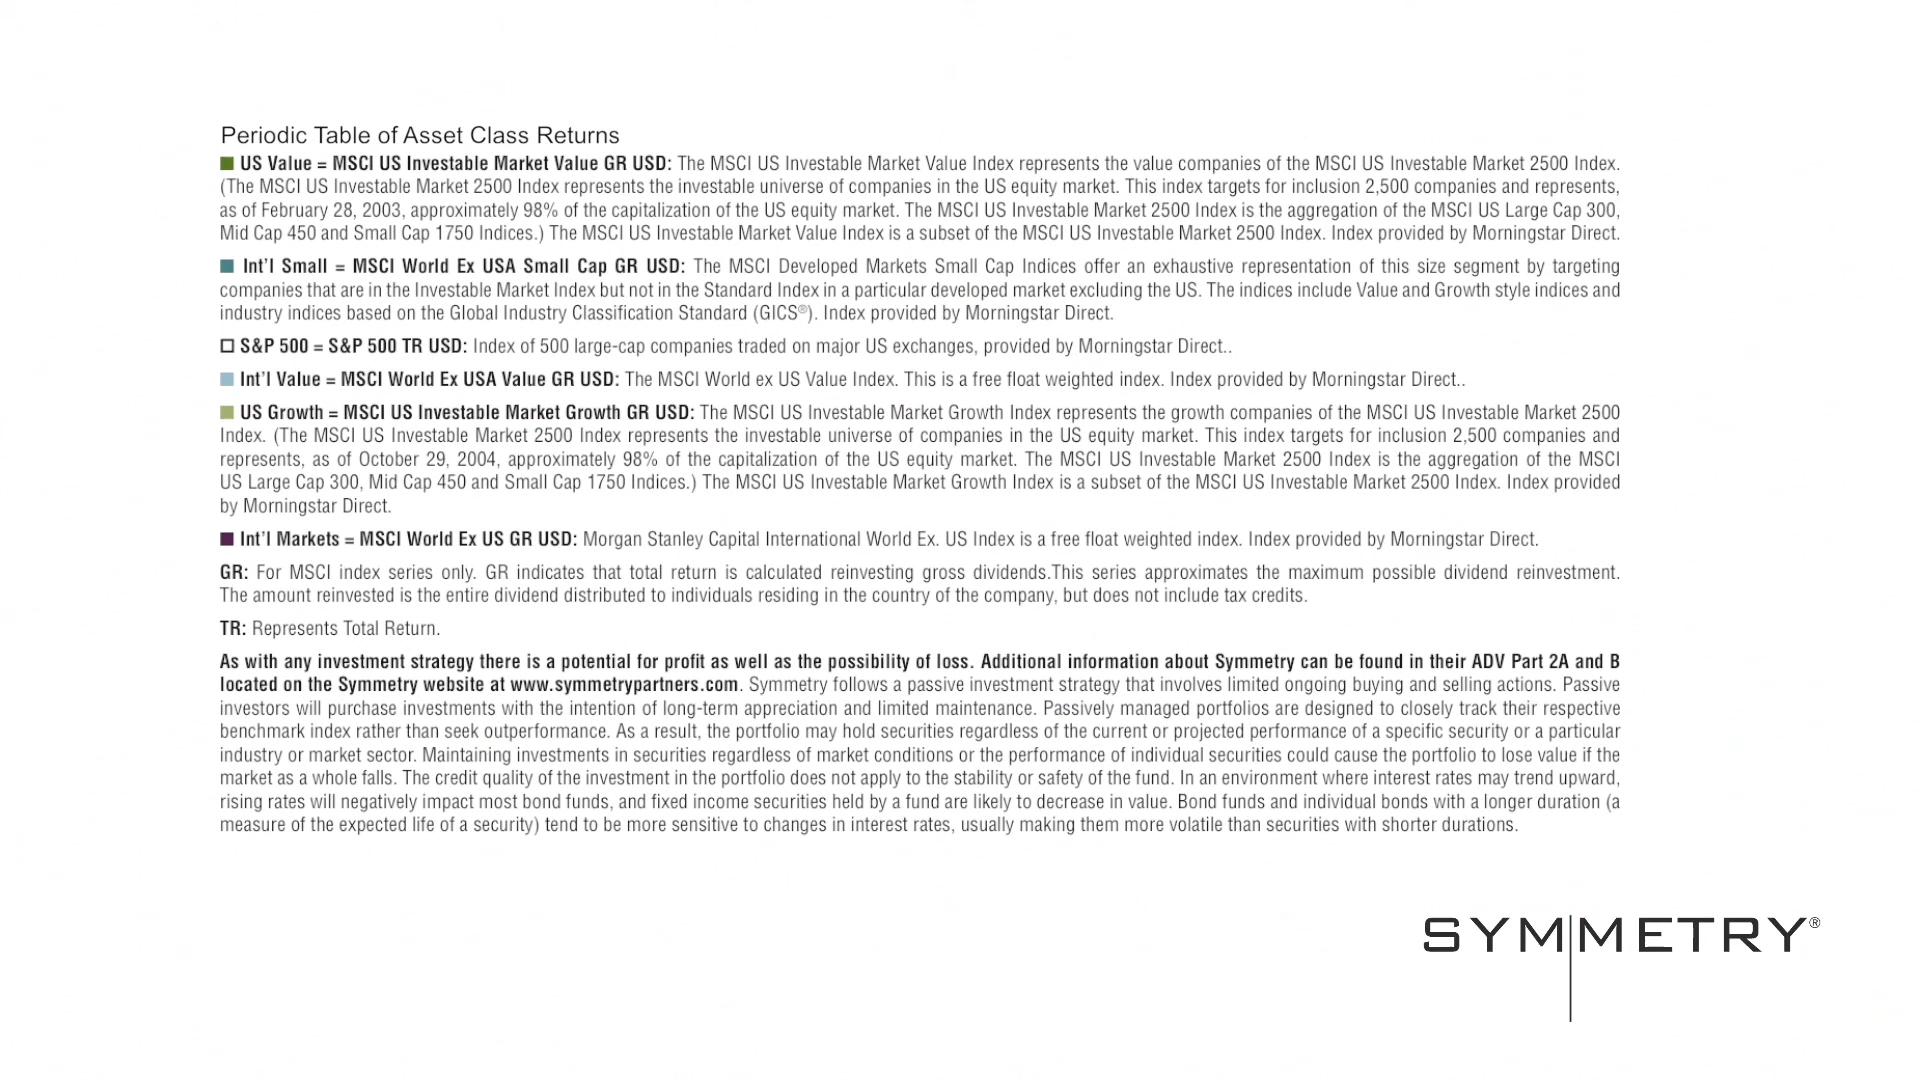 Periodic Table of Asset Class Returns
US Value = MSCI US Investable Market Value GR USD: The MSCI US Investable Market Value Index represents the value companies of the MSCI US Investable Market 2500 Index.
(The MSCI US Investable Market 2500 Index represents the investable universe of companies in the US equity market. This index targets for inclusion 2,500 companies and represents,
as of February 28, 2003, approximately 98% of the capitalization of the US equity market. The MSCI US Investable Market 2500 Index is the aggregation of the MSCI US Large Cap 300,
Mid Cap 450 and Small Cap 1750 Indices.) The MSCI US Investable Market Value Index is a subset of the MSCI US Investable Market 2500 Index. Index provided by Morningstar Direct.
Int'l Small = MSCI World Ex USA Small Cap GR USD: The MSCI Developed Markets Small Cap Indices offer an exhaustive representation of this size segment by targeting
companies that are in the Investable Market Index but not in the Standard Index in a particular developed market excluding the US. The indices include Value and Growth style indices and
industry indices based on the Global Industry Classification Standard (GICS®). Index provided by Morningstar Direct.
S&P 500 = S&P 500 TR USD: Index of 500 large-cap companies traded on major US exchanges, provided by Morningstar Direct..
Int'l Value = MSCI World Ex USA Value GR USD: The MSCI World ex US Value Index. This is a free float weighted index. Index provided by Morningstar Direct..
US Growth = MSCI US Investable Market Growth GR USD: The MSCI US Investable Market Growth Index represents the growth companies of the MSCI US Investable Market 2500
Index. (The MSCI US Investable Market 2500 Index represents the investable universe of companies in the US equity market. This index targets for inclusion 2,500 companies and
represents, as of October 29, 2004, approximately 98% of the capitalization of the US equity market. The MSCI US Investable Market 2500 Index is the aggregation of the MSCI
US Large Cap 300, Mid Cap 450 and Small Cap 1750 Indices.) The MSCI US Investable Market Growth Index is a subset of the MSCI US Investable Market 2500 Index. Index provided
by Morningstar Direct.
Int'l Markets = MSCI World Ex US GR USD: Morgan Stanley Capital International World Ex. US Index is a free float weighted index. Index provided by Morningstar Direct.
GR: For MSCI index series only. GR indicates that total return is calculated reinvesting gross dividends.This series approximates the maximum possible dividend reinvestment.
The amount reinvested is the entire dividend distributed to individuals residing in the country of the company, but does not include tax credits.
TR: Represents Total Return.
As with any investment strategy there is a potential for profit as well as the possibility of loss. Additional information about Symmetry can be found in their ADV Part 2A and B
located on the Symmetry website at www.symmetrypartners.com. Symmetry follows a passive investment strategy that involves limited ongoing buying and selling actions. Passive
investors will purchase investments with the intention of long-term appreciation and limited maintenance. Passively managed portfolios are designed to closely track their respective
benchmark index rather than seek outperformance. As a result, the portfolio may hold securities regardless of the current or projected performance of a specific security or a particular
industry or market sector. Maintaining investments in securities regardless of market conditions or the performance of individual securities could cause the portfolio to lose value if the
market as a whole falls. The credit quality of the investment in the portfolio does not apply to the stability or safety of the fund. In an environment where interest rates may trend upward,
rising rates will negatively impact most bond funds, and fixed income securities held by a fund are likely to decrease in value. Bond funds and individual bonds with a longer duration (a
measure of the expected life of a security) tend to be more sensitive to changes in interest rates, usually making them more volatile than securities with shorter durations.
SYMMETRY®